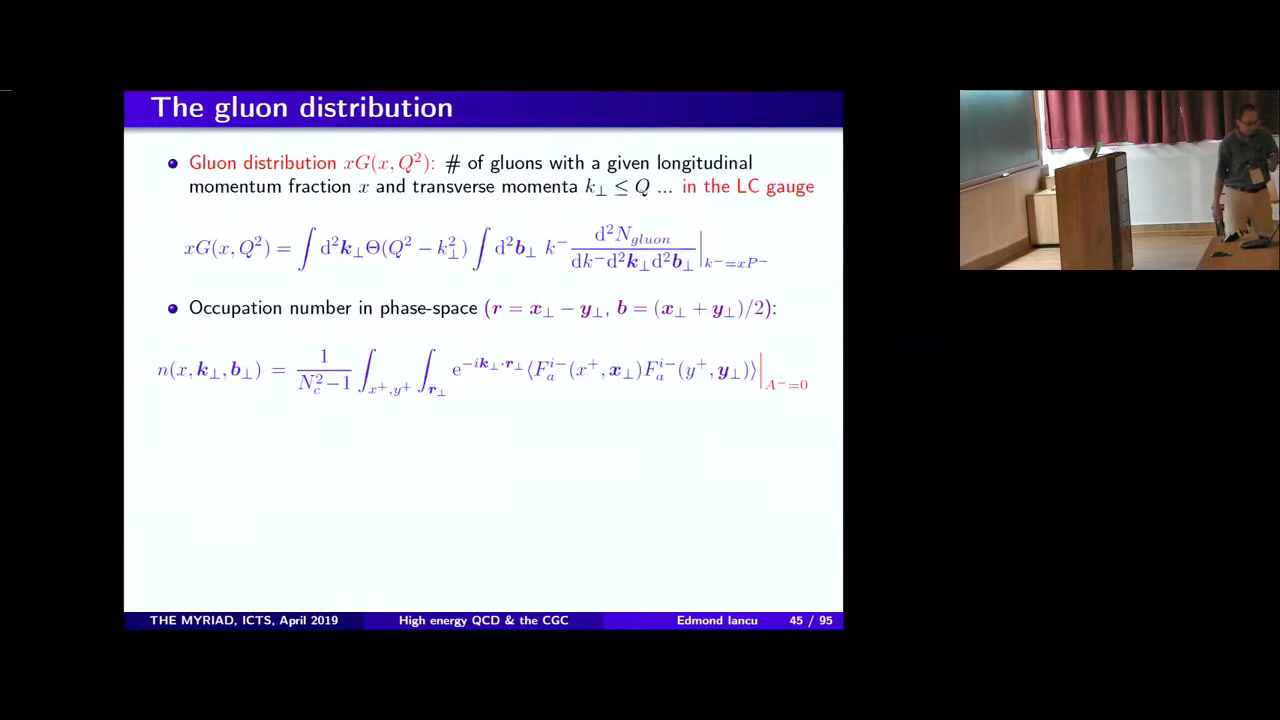 The gluon distribution
Gluon distribution xG(x, Q²): # of gluons with a given longitudinal
momentum fraction x and transverse momenta k⊥ ≤ Q ... in the LC gauge
xG(x, Q²) = ∫ d²k⊥Θ(Q² − k²⊥) ∫ d²b⊥ k⁻ d²N_gluon / dk⁻d²k⊥d²b⊥ |_{k⁻=xP⁻}
Occupation number in phase-space (r = x⊥ − y⊥, b = (x⊥ + y⊥)/2):
n(x, k⊥, b⊥) = 1/(N_c² − 1) ∫_{x⁺,y⁺} ∫_{r⊥} e^{−ik⊥·r⊥} ⟨F_a^{i−}(x⁺, x⊥)F_a^{i−}(y⁺, y⊥)⟩|_{A⁻=0}
THE MYRIAD, ICTS, April 2019 High energy QCD & the CGC Edmond Iancu 45 / 95